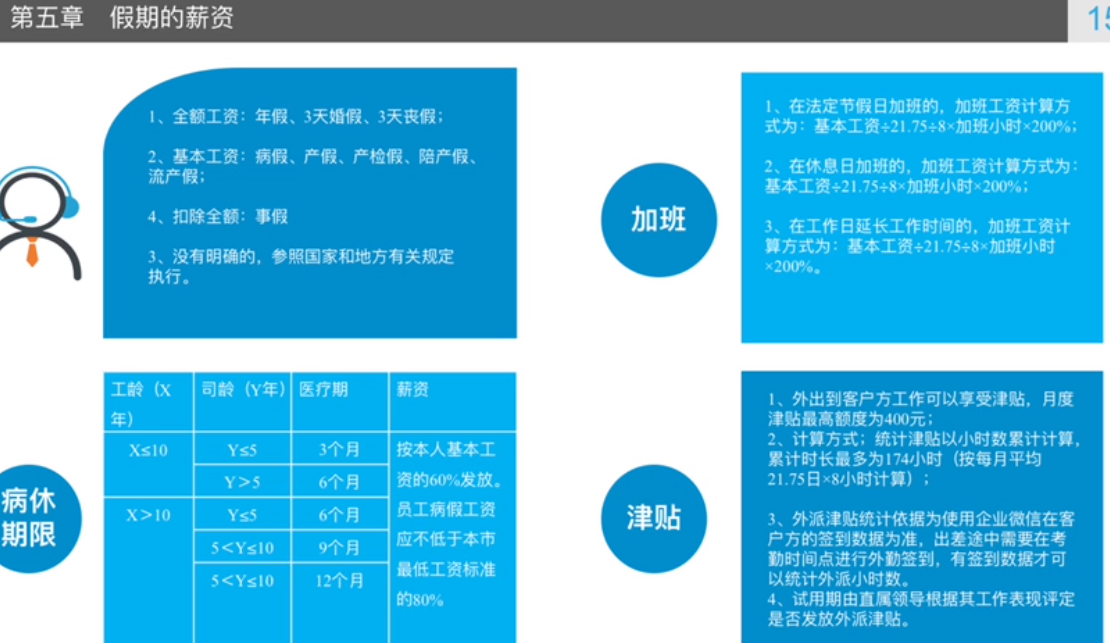 第五章 假期的薪资
15
1、全额工资：年假、3天婚假、3天丧假；
2、基本工资：病假、产假、产检假、陪产假、
流产假；
4、扣除全额：事假
3、没有明确的，参照国家和地方有关规定
执行。
加班
1、在法定节假日加班的，加班工资计算方
式为：基本工资÷21.75÷8×加班小时×200%；
2、在休息日加班的，加班工资计算方式为：
基本工资÷21.75÷8×加班小时×200%；
3、在工作日延长工作时间的，加班工资计
算方式为：基本工资÷21.75÷8×加班小时
×200%。
病休
期限
工龄（X
年）
司龄（Y年）
医疗期
薪资
X≤10
Y≤5
3个月
Y＞5
6个月
X＞10
Y≤5
6个月
5＜Y≤10
9个月
5＜Y≤10
12个月
按本人基本工
资的60%发放。
员工病假工资
应不低于本市
最低工资标准
的80%
津贴
1、外出到客户方工作可以享受津贴，月度
津贴最高额度为400元；
2、计算方式；统计津贴以小时数累计计算，
累计时长最多为174小时（按每月平均
21.75日×8小时计算）；
3、外派津贴统计依据为使用企业微信在客
户方的签到数据为准，出差途中需要在考
勤时间点进行外勤签到，有签到数据才可
以统计外派小时数。
4、试用期由直属领导根据其工作表现评定
是否发放外派津贴。